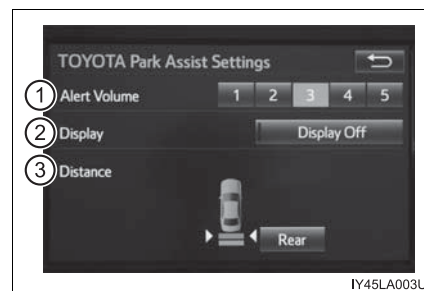 TOYOTA Park Assist Settings
1 Alert Volume 1 2 3 4 5
2 Display Display Off
3 Distance
Rear
IY45LA003U